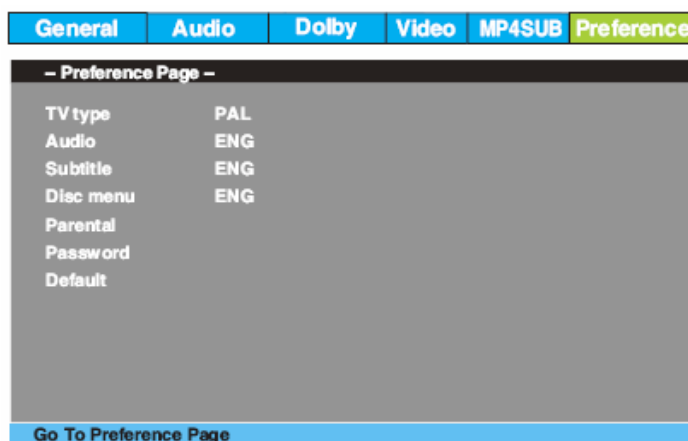 General Audio Dolby Video MP4SUB Preference
– Preference Page –
TV type PAL
Audio ENG
Subtitle ENG
Disc menu ENG
Parental
Password
Default
Go To Preference Page